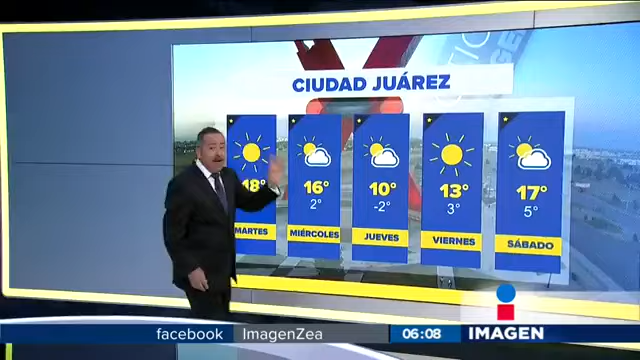 CIUDAD JUÁREZ
18° 16° 10° 13° 17°
2° -2° 3° 5°
MARTES MIÉRCOLES JUEVES VIERNES SÁBADO
facebook ImagenZea 06:08 IMAGEN